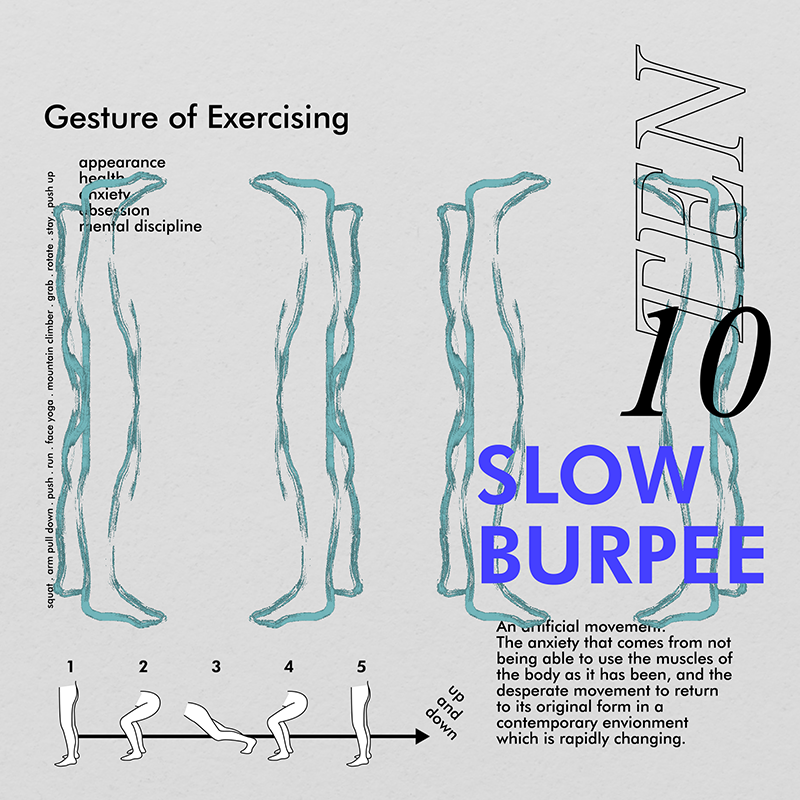 Gesture of Exercising
appearance
health
anxiety
obsession
mental discipline
squat . arm pull down . push . run . face yoga . mountain climber . grab . rotate . stay . push up
TEN
10
SLOW
BURPEE
An artificial movement.
The anxiety that comes from not
being able to use the muscles of
the body as it has been, and the
desperate movement to return
to its original form in a
contemporary envionment
which is rapidly changing.
1 2 3 4 5
up
and
down